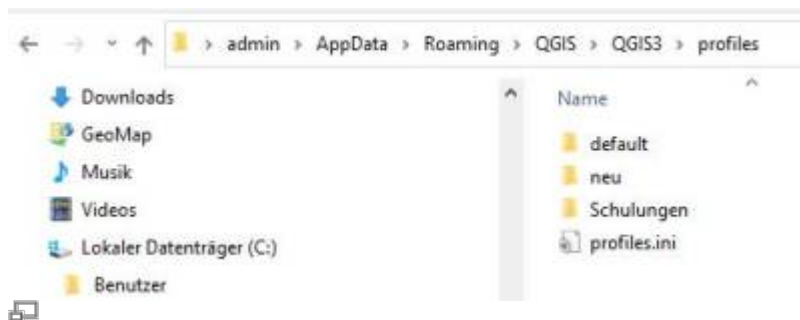 admin > AppData > Roaming > QGIS > QGIS3 > profiles
Downloads
GeoMap
Musik
Videos
Lokaler Datenträger (C:)
Benutzer
Name
default
neu
Schulungen
profiles.ini